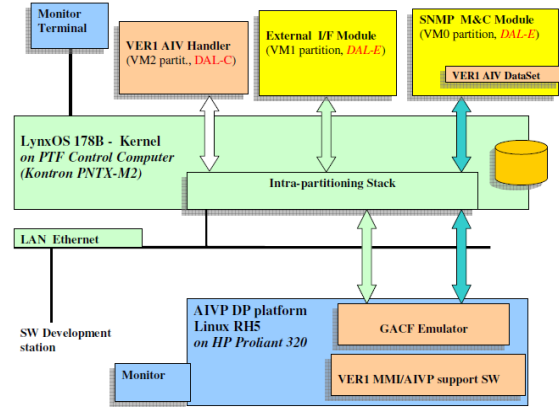 Monitor
Terminal
VER1 AIV Handler
(VM2 partit., DAL-C)
External I/F Module
(VM1 partition, DAL-E)
SNMP M&C Module
(VM0 partition, DAL-E)
VER1 AIV DataSet
LynxOS 178B - Kernel
on PTF Control Computer
(Kontron PNTX-M2)
Intra-partitioning Stack
LAN Ethernet
SW Development
station
AIVP DP platform
Linux RH5
on HP Proliant 320
GACF Emulator
VER1 MMI/AIVP support SW
Monitor